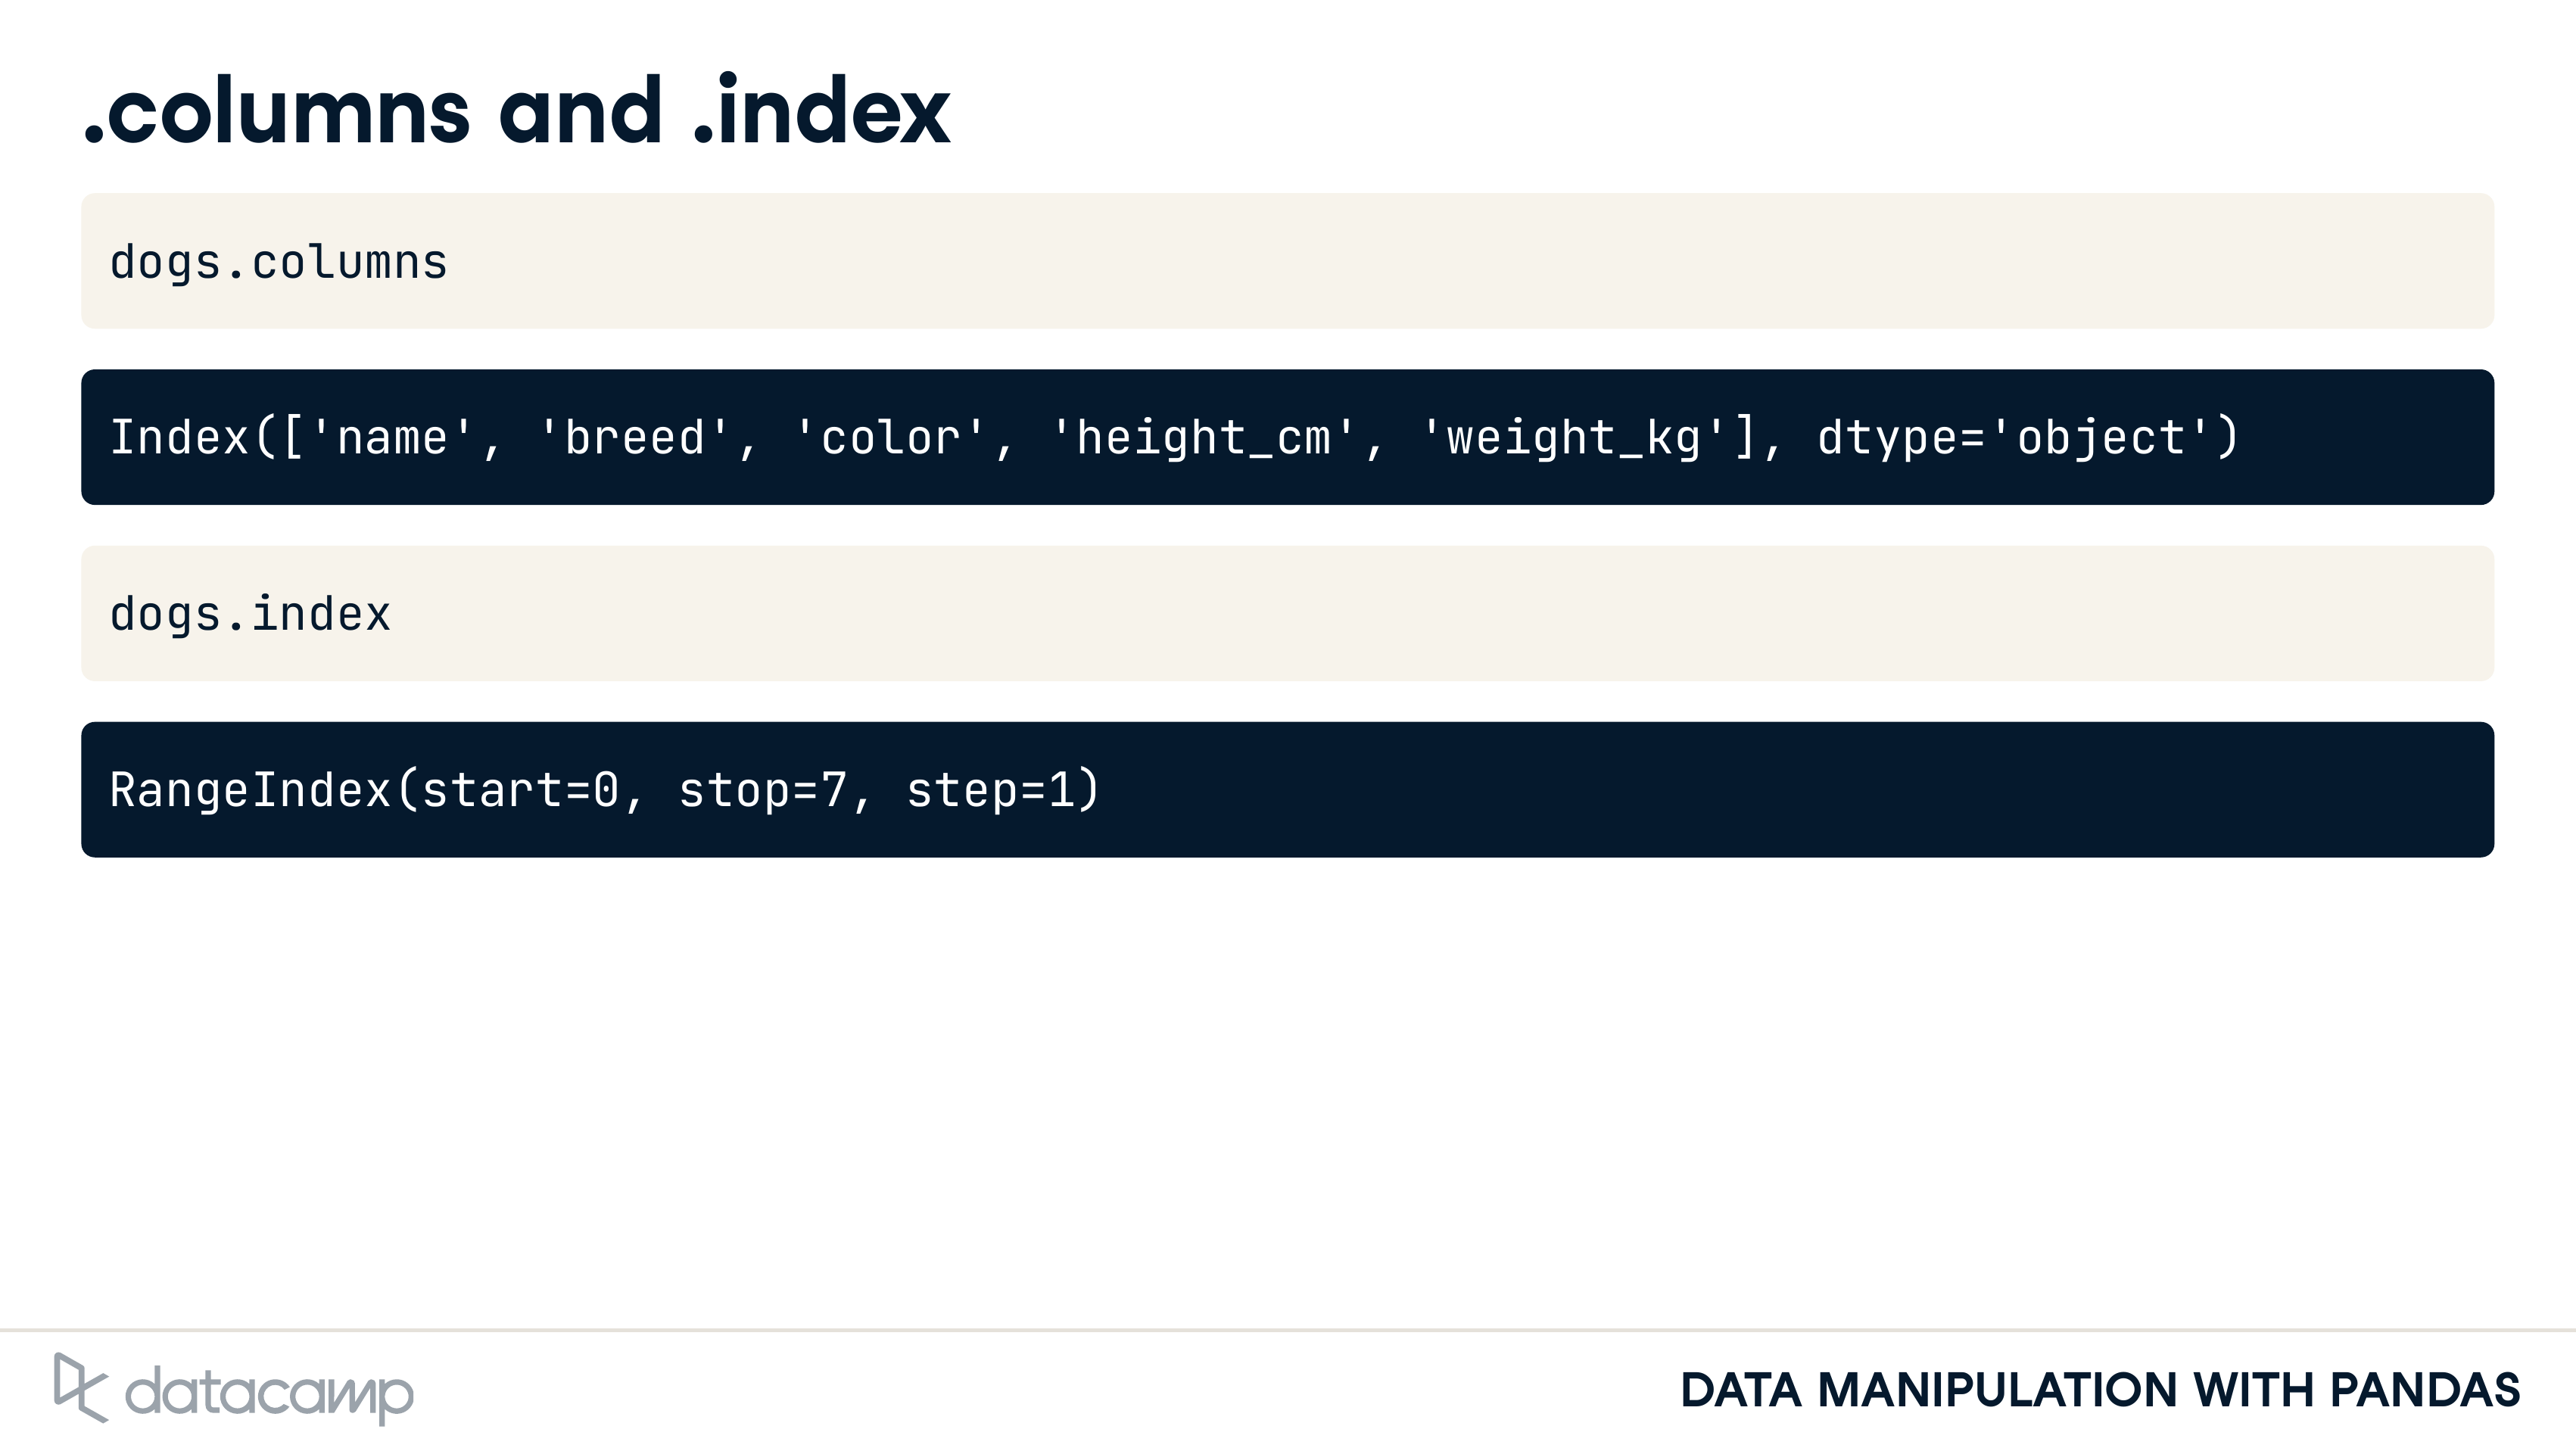 .columns and .index
dogs.columns
Index(['name', 'breed', 'color', 'height_cm', 'weight_kg'], dtype='object')
dogs.index
RangeIndex(start=0, stop=7, step=1)
datacamp
DATA MANIPULATION WITH PANDAS